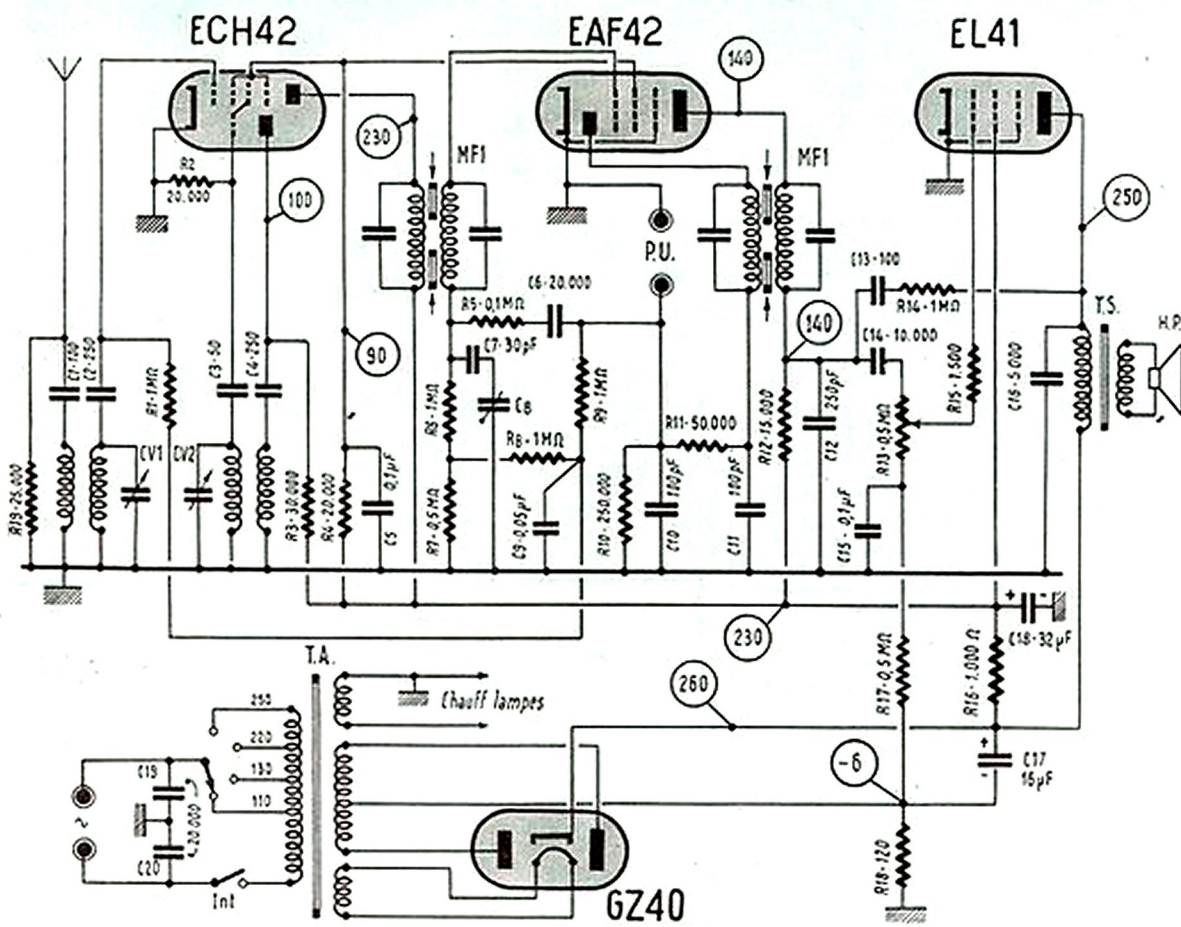 ECH42
EAF42
EL41
140
230
MF1
MF1
R2
20.000
100
250
P.U.
C6-20.000
C13-100
R5-0,1MΩ
R14-1MΩ
T.S.
H.P.
140
C7-30pF
C14-10.000
90
C1-100
C2-250
R1-1MΩ
C3-50
C4-250
R6-1MΩ
C8
R9-1MΩ
R11-50.000
R12-15.000
250pF
C12
R13-0,5MΩ
R15-1.500
C16-5.000
R8-1MΩ
CV1
CV2
R19-25.000
R3-30.000
R4-20.000
0,1µF
C5
R7-0,5MΩ
C9-0,05µF
R10-250.000
100pF
C10
100pF
C11
C15-0,1µF
+ -
230
C18-32µF
T.A.
260
R17-0,5MΩ
R16-1.000 Ω
Chauff lampes
250
220
130
110
C19
20.000
C20
~
Int
-6
+
-
C17
16µF
R18-120
GZ40